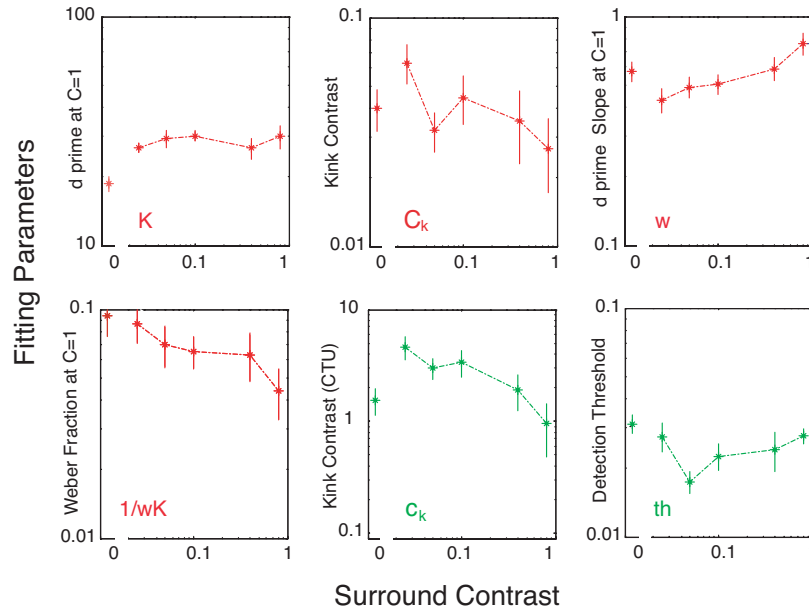 Fitting Parameters
d prime at C=1
100
10
K
0 0.1 1
Kink Contrast
0.1
0.01
Ck
0 0.1 1
d prime Slope at C=1
1
0.1
w
0 0.1 1
Weber Fraction at C=1
0.1
0.01
1/wK
0 0.1 1
Kink Contrast (CTU)
10
1
0.1
ck
0 0.1 1
Detection Threshold
0.1
0.01
th
0 0.1
Surround Contrast